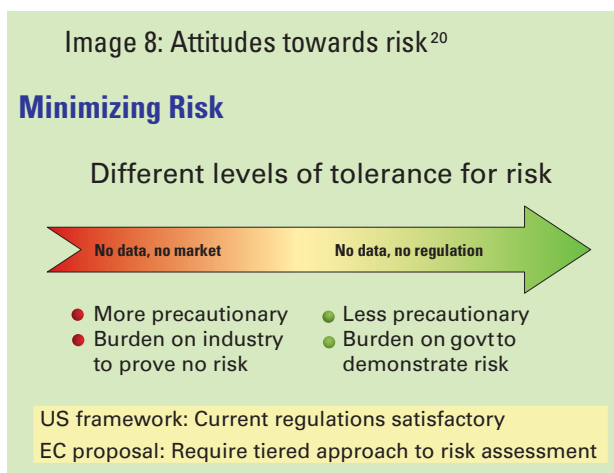 Image 8: Attitudes towards risk20
Minimizing Risk
Different levels of tolerance for risk
No data, no market
No data, no regulation
● More precautionary
● Burden on industry
to prove no risk
● Less precautionary
● Burden on govt to
demonstrate risk
US framework: Current regulations satisfactory
EC proposal: Require tiered approach to risk assessment